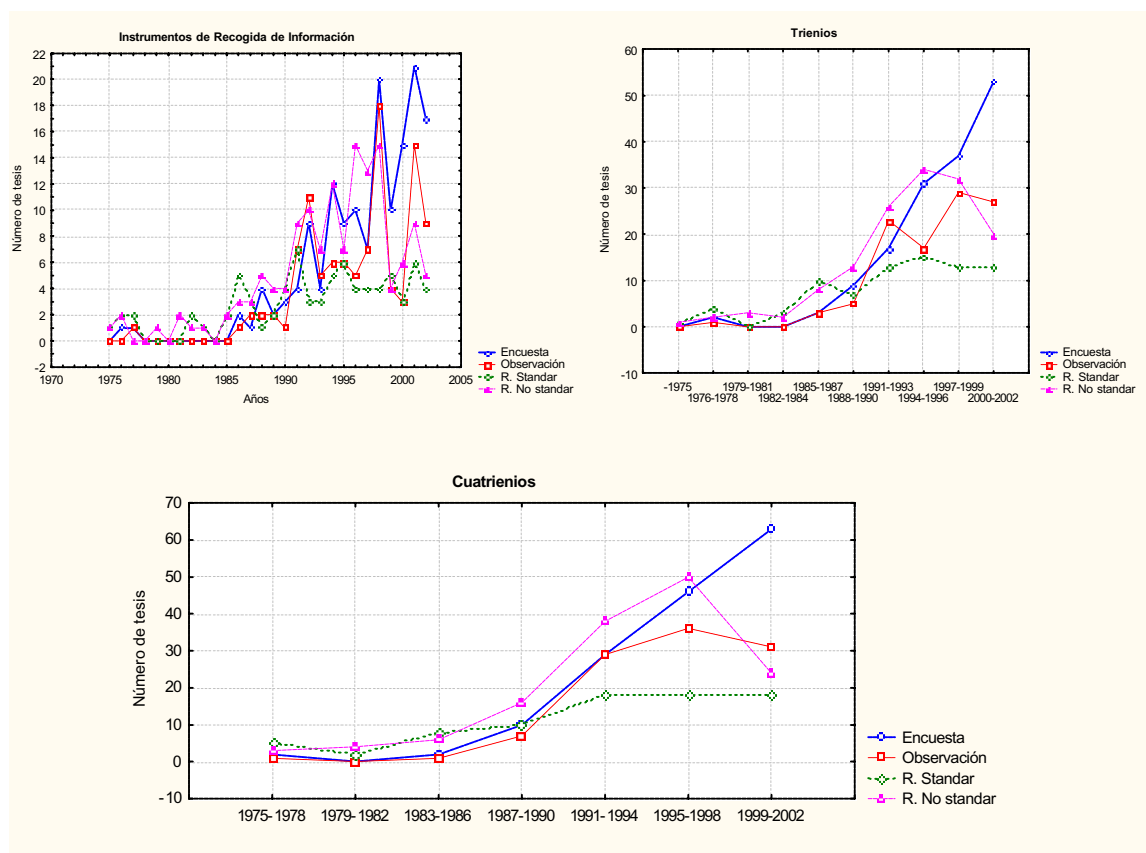 Instrumentos de Recogida de Información
22
20
18
16
14
12
10
8
6
4
2
0
-2
Número de tesis
1970 1975 1980 1985 1990 1995 2000 2005
Años
Encuesta
Observación
R. Standar
R. No standar
Trienios
60
50
40
30
20
10
0
-10
Número de tesis
-1975 1979-1981 1985-1987 1991-1993 1997-1999
1976-1978 1982-1984 1988-1990 1994-1996 2000-2002
Encuesta
Observación
R. Standar
R. No standar
Cuatrienios
70
60
50
40
30
20
10
0
-10
Número de tesis
1975-1978 1979-1982 1983-1986 1987-1990 1991-1994 1995-1998 1999-2002
Encuesta
Observación
R. Standar
R. No standar